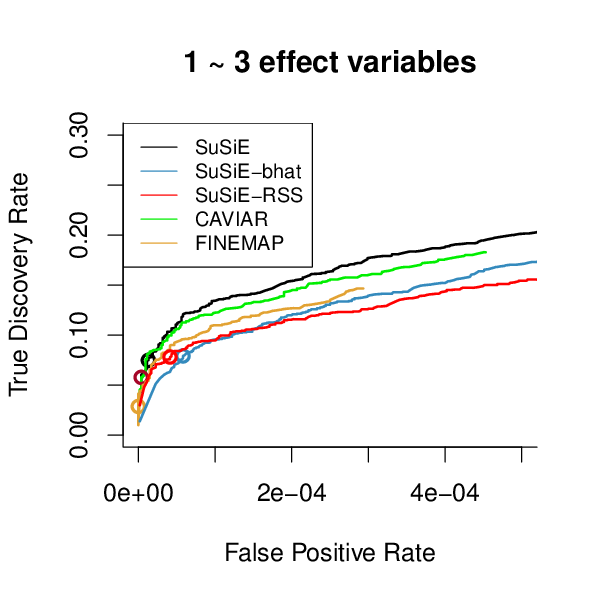 1 ~ 3 effect variables
True Discovery Rate
0.30
0.20
0.10
0.00
SuSiE
SuSiE−bhat
SuSiE−RSS
CAVIAR
FINEMAP
0e+00 2e−04 4e−04
False Positive Rate